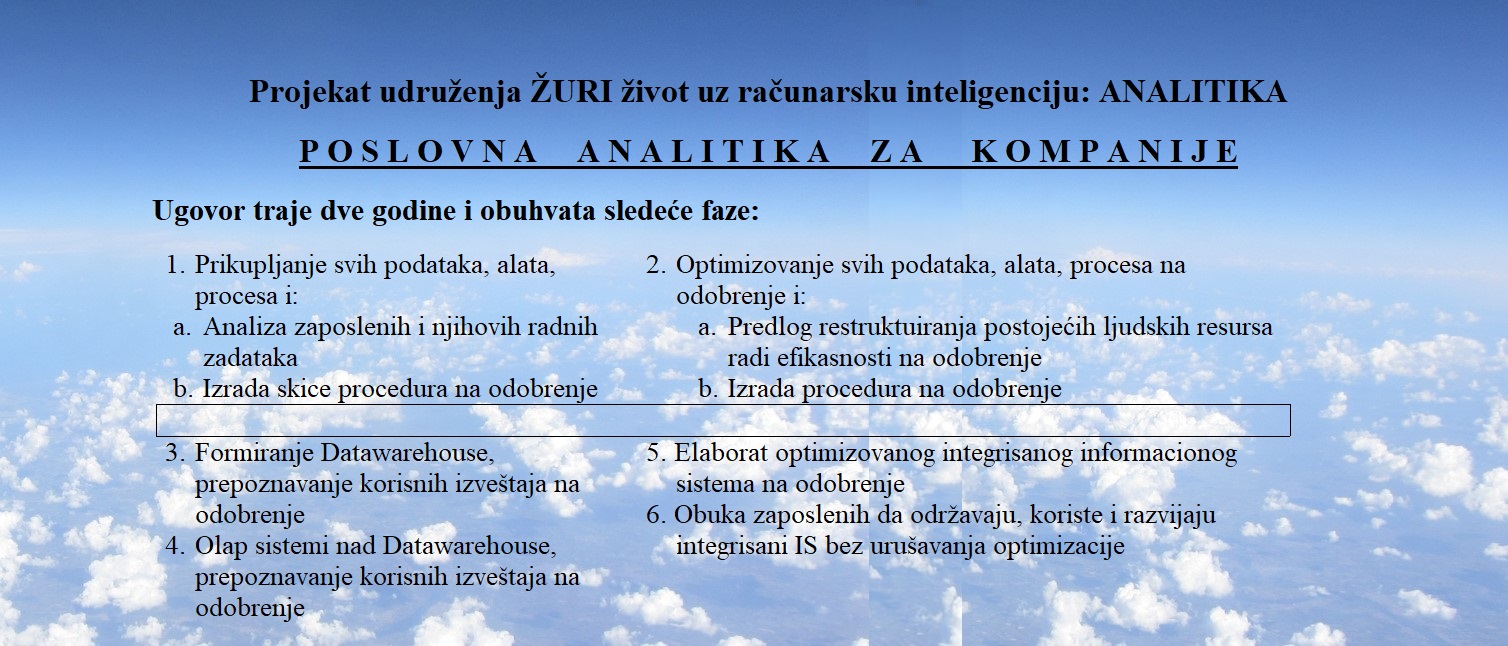 Projekat udruženja ŽURI život uz računarsku inteligenciju: ANALITIKA
POSLOVNA ANALITIKA ZA KOMPANIJE
Ugovor traje dve godine i obuhvata sledeće faze:
1. Prikupljanje svih podataka, alata,
procesa i:
a. Analiza zaposlenih i njihovih radnih
zadataka
b. Izrada skice procedura na odobrenje
2. Optimizovanje svih podataka, alata, procesa na
odobrenje i:
a. Predlog restruktuiranja postojećih ljudskih resursa
radi efikasnosti na odobrenje
b. Izrada procedura na odobrenje
3. Formiranje Datawarehouse,
prepoznavanje korisnih izveštaja na
odobrenje
4. Olap sistemi nad Datawarehouse,
prepoznavanje korisnih izveštaja na
odobrenje
5. Elaborat optimizovanog integrisanog informacionog
sistema na odobrenje
6. Obuka zaposlenih da održavaju, koriste i razvijaju
integrisani IS bez urušavanja optimizacije